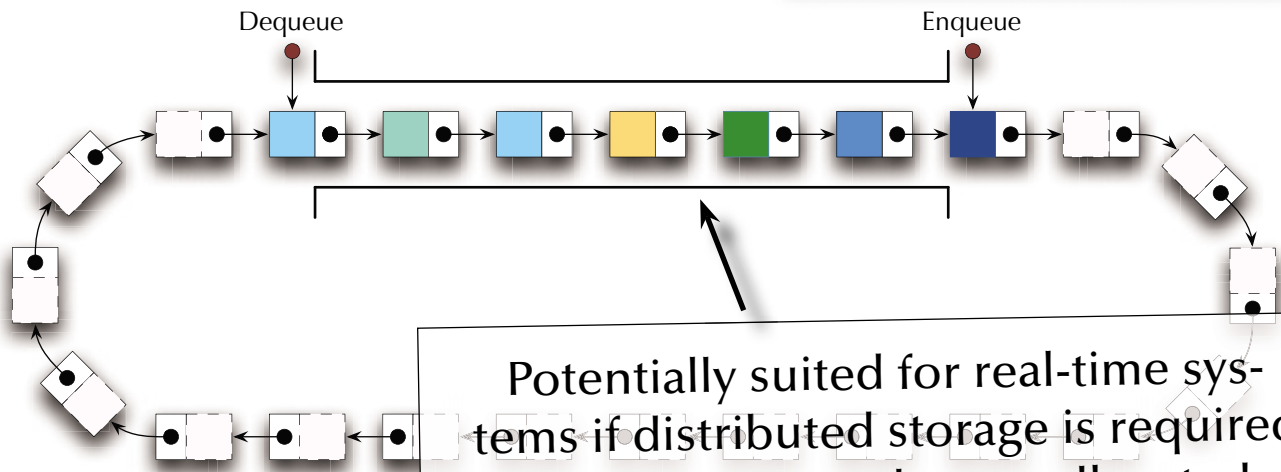 Dequeue
Enqueue
Potentially suited for real-time sys-
tems if distributed storage is required